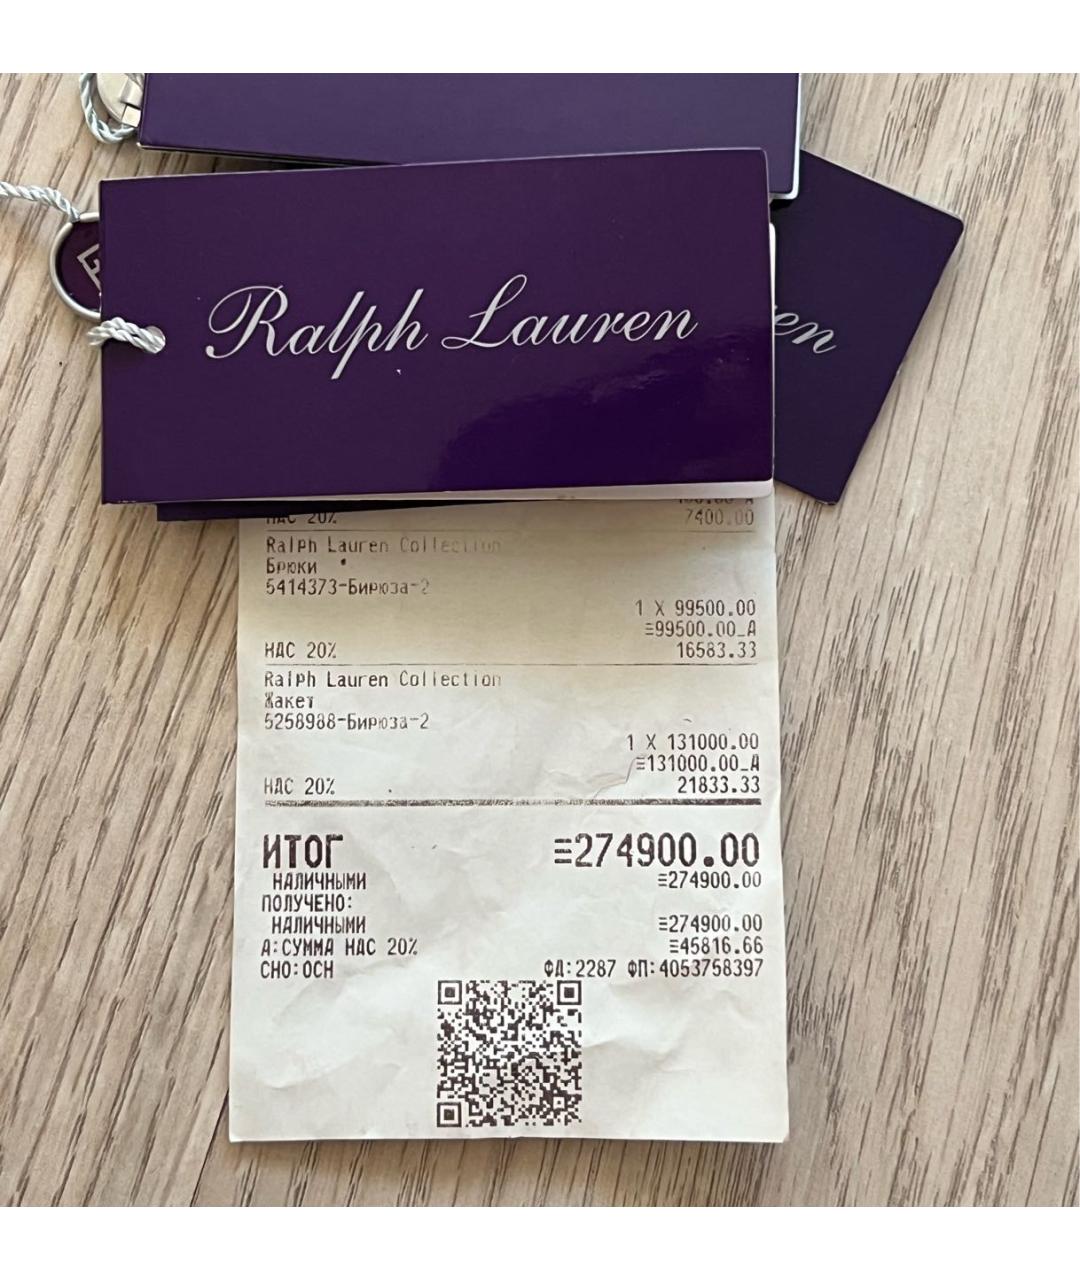 Ralph Lauren
en
НДС 20% 7400.00
Ralph Lauren Collection
Брюки
5414373-Бирюза-2
1 X 99500.00
≡99500.00_А
НДС 20% 16583.33
Ralph Lauren Collection
Жакет
5258988-Бирюза-2
1 X 131000.00
≡131000.00_А
НДС 20% 21833.33
ИТОГ ≡274900.00
НАЛИЧНЫМИ ≡274900.00
ПОЛУЧЕНО:
НАЛИЧНЫМИ ≡274900.00
А:СУММА НДС 20% ≡45816.66
СНО:ОСН ФД:2287 ФП:4053758397